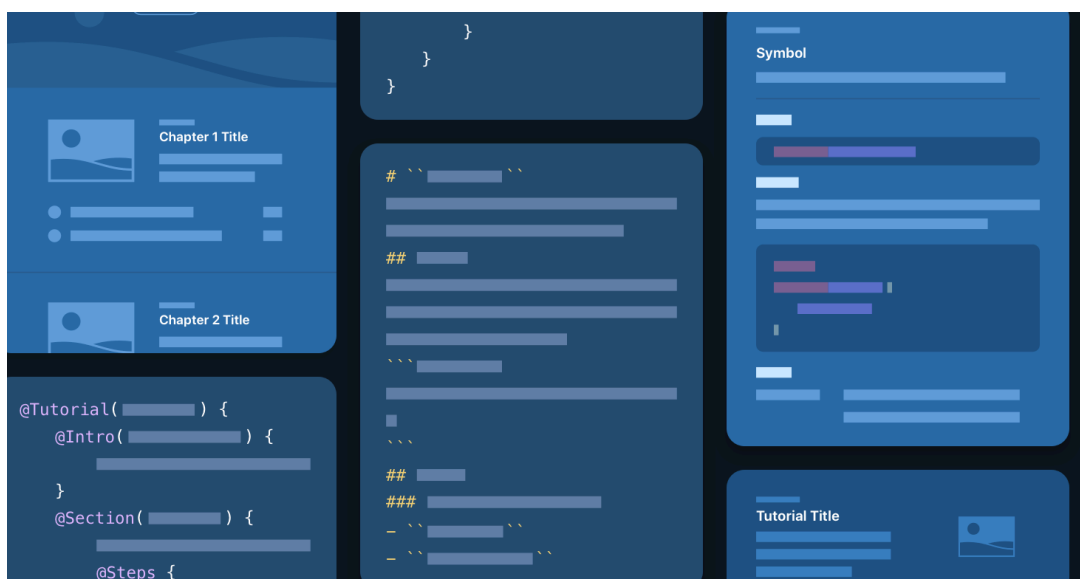 Chapter 1 Title
Chapter 2 Title
@Tutorial( ) {
@Intro( ) {
}
@Section( ) {
@Steps {
}
}
}
# `` ``
##
```
```
##
###
– `` ``
– `` ``
Symbol
Tutorial Title